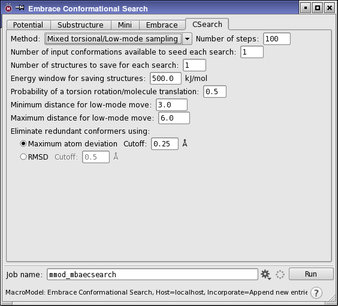 Embrace Conformational Search
Potential Substructure Mini Embrace CSearch
Method: Mixed torsional/Low-mode sampling Number of steps: 100
Number of input conformations available to seed each search: 1
Number of structures to save for each search: 1
Energy window for saving structures: 500.0 kJ/mol
Probability of a torsion rotation/molecule translation: 0.5
Minimum distance for low-mode move: 3.0
Maximum distance for low-mode move: 6.0
Eliminate redundant conformers using:
Maximum atom deviation Cutoff: 0.25 Å
RMSD Cutoff: 0.5 Å
Job name: mmod_mbaecsearch Run
MacroModel: Embrace Conformational Search, Host=localhost, Incorporate=Append new entrie ?